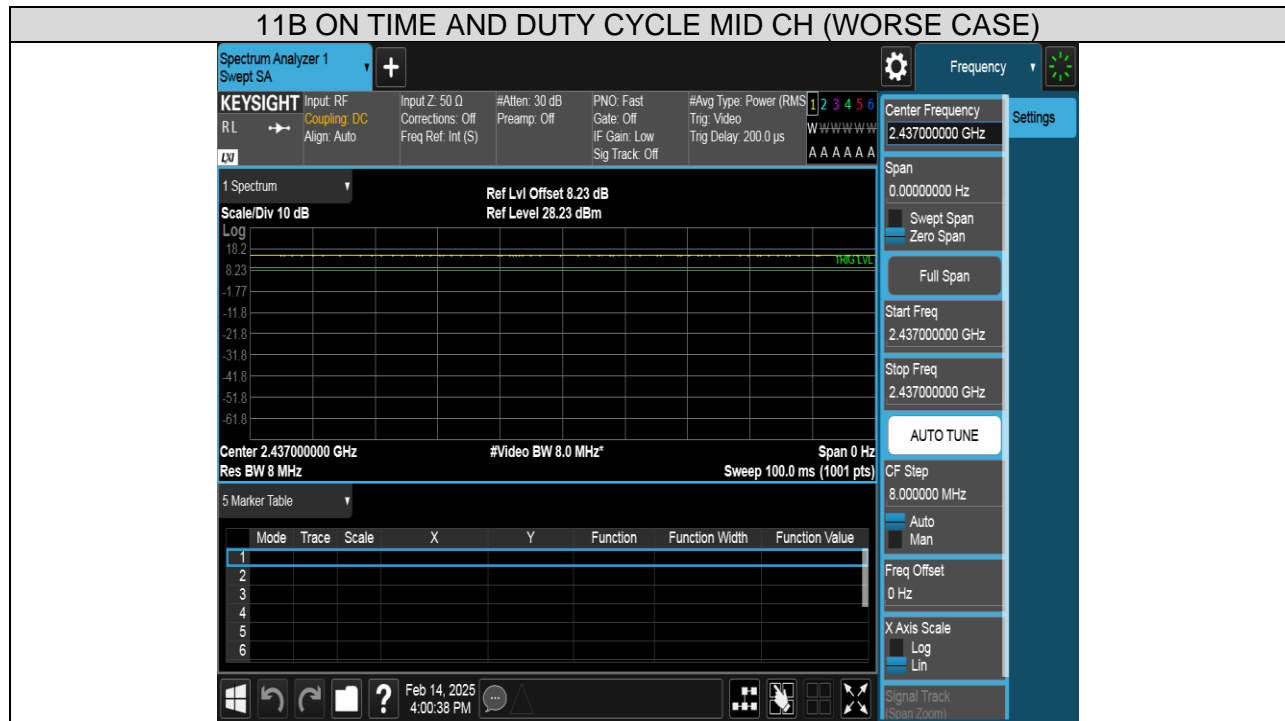 11B ON TIME AND DUTY CYCLE MID CH (WORSE CASE)
Spectrum Analyzer 1
Swept SA
+
Frequency
KEYSIGHT Input: RF Input Z: 50 Ω #Atten: 30 dB PNO: Fast #Avg Type: Power (RMS 1 2 3 4 5 6
RL Coupling: DC Corrections: Off Preamp: Off Gate: Off Trig: Video W W W W W W
Align: Auto Freq Ref: Int (S) IF Gain: Low Trig Delay: 200.0 µs
LXI Sig Track: Off A A A A A A
Center Frequency
2.437000000 GHz
Settings
1 Spectrum
Ref Lvl Offset 8.23 dB
Scale/Div 10 dB Ref Level 28.23 dBm
Log
18.2
TRIG LVL
8.23
-1.77
-11.8
-21.8
-31.8
-41.8
-51.8
-61.8
Center 2.437000000 GHz #Video BW 8.0 MHz* Span 0 Hz
Res BW 8 MHz Sweep 100.0 ms (1001 pts)
Span
0.00000000 Hz
Swept Span
Zero Span
Full Span
Start Freq
2.437000000 GHz
Stop Freq
2.437000000 GHz
AUTO TUNE
CF Step
8.000000 MHz
Auto
Man
Freq Offset
0 Hz
X Axis Scale
Log
Lin
Signal Track
(Span Zoom)
5 Marker Table
Mode Trace Scale X Y Function Function Width Function Value
1
2
3
4
5
6
? Feb 14, 2025
4:00:38 PM